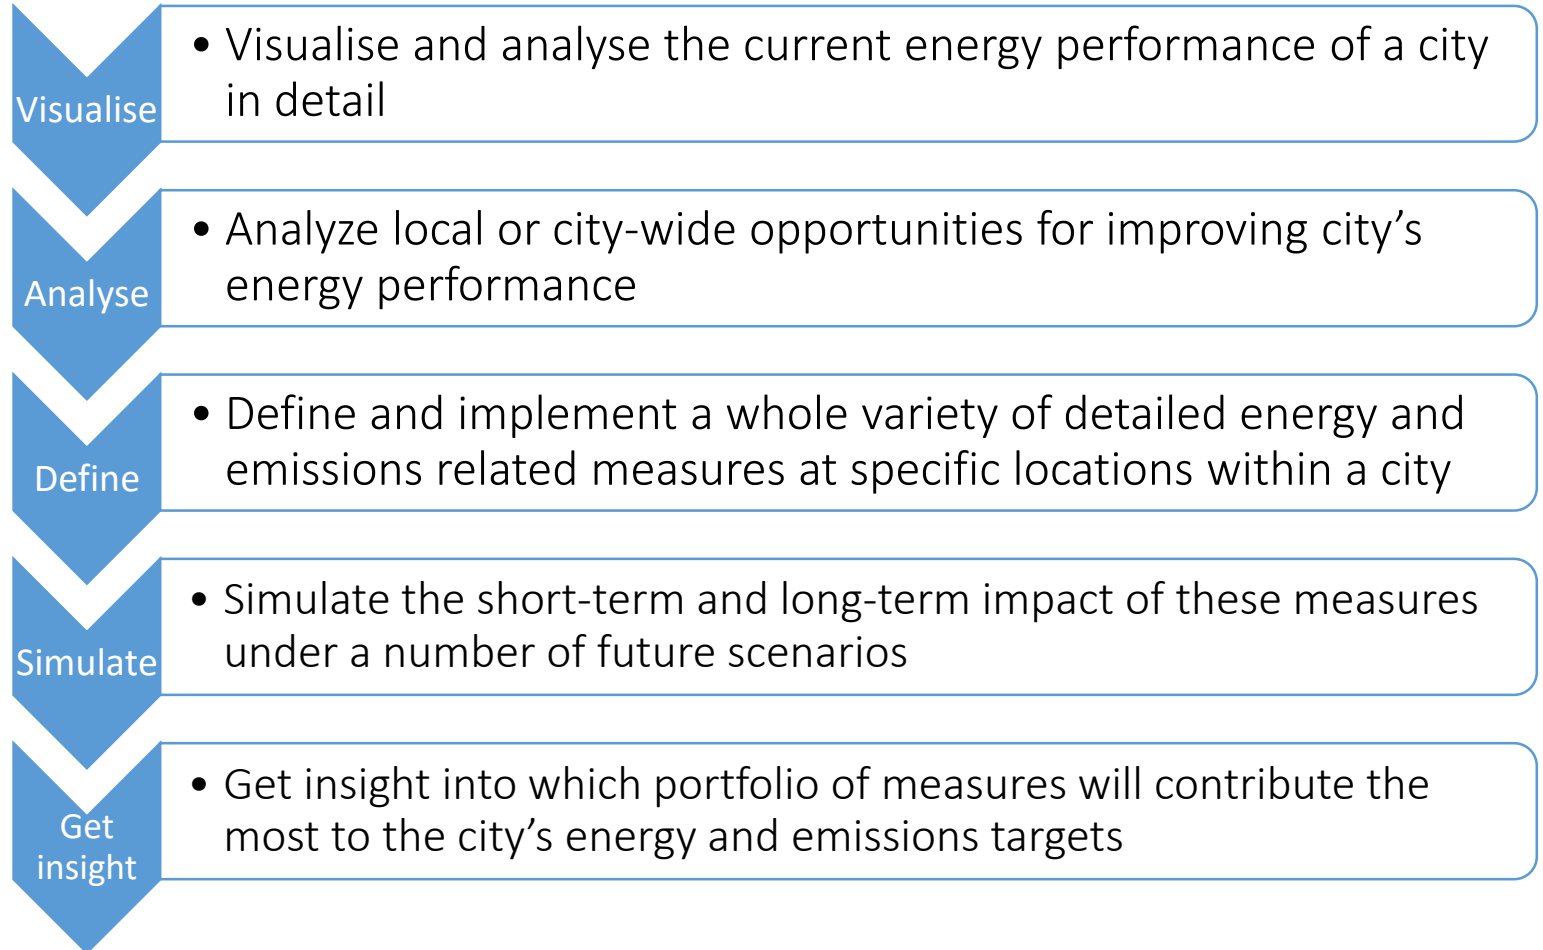 Visualise
• Visualise and analyse the current energy performance of a city
in detail
Analyse
• Analyze local or city-wide opportunities for improving city’s
energy performance
Define
• Define and implement a whole variety of detailed energy and
emissions related measures at specific locations within a city
Simulate
• Simulate the short-term and long-term impact of these measures
under a number of future scenarios
Get
insight
• Get insight into which portfolio of measures will contribute the
most to the city’s energy and emissions targets